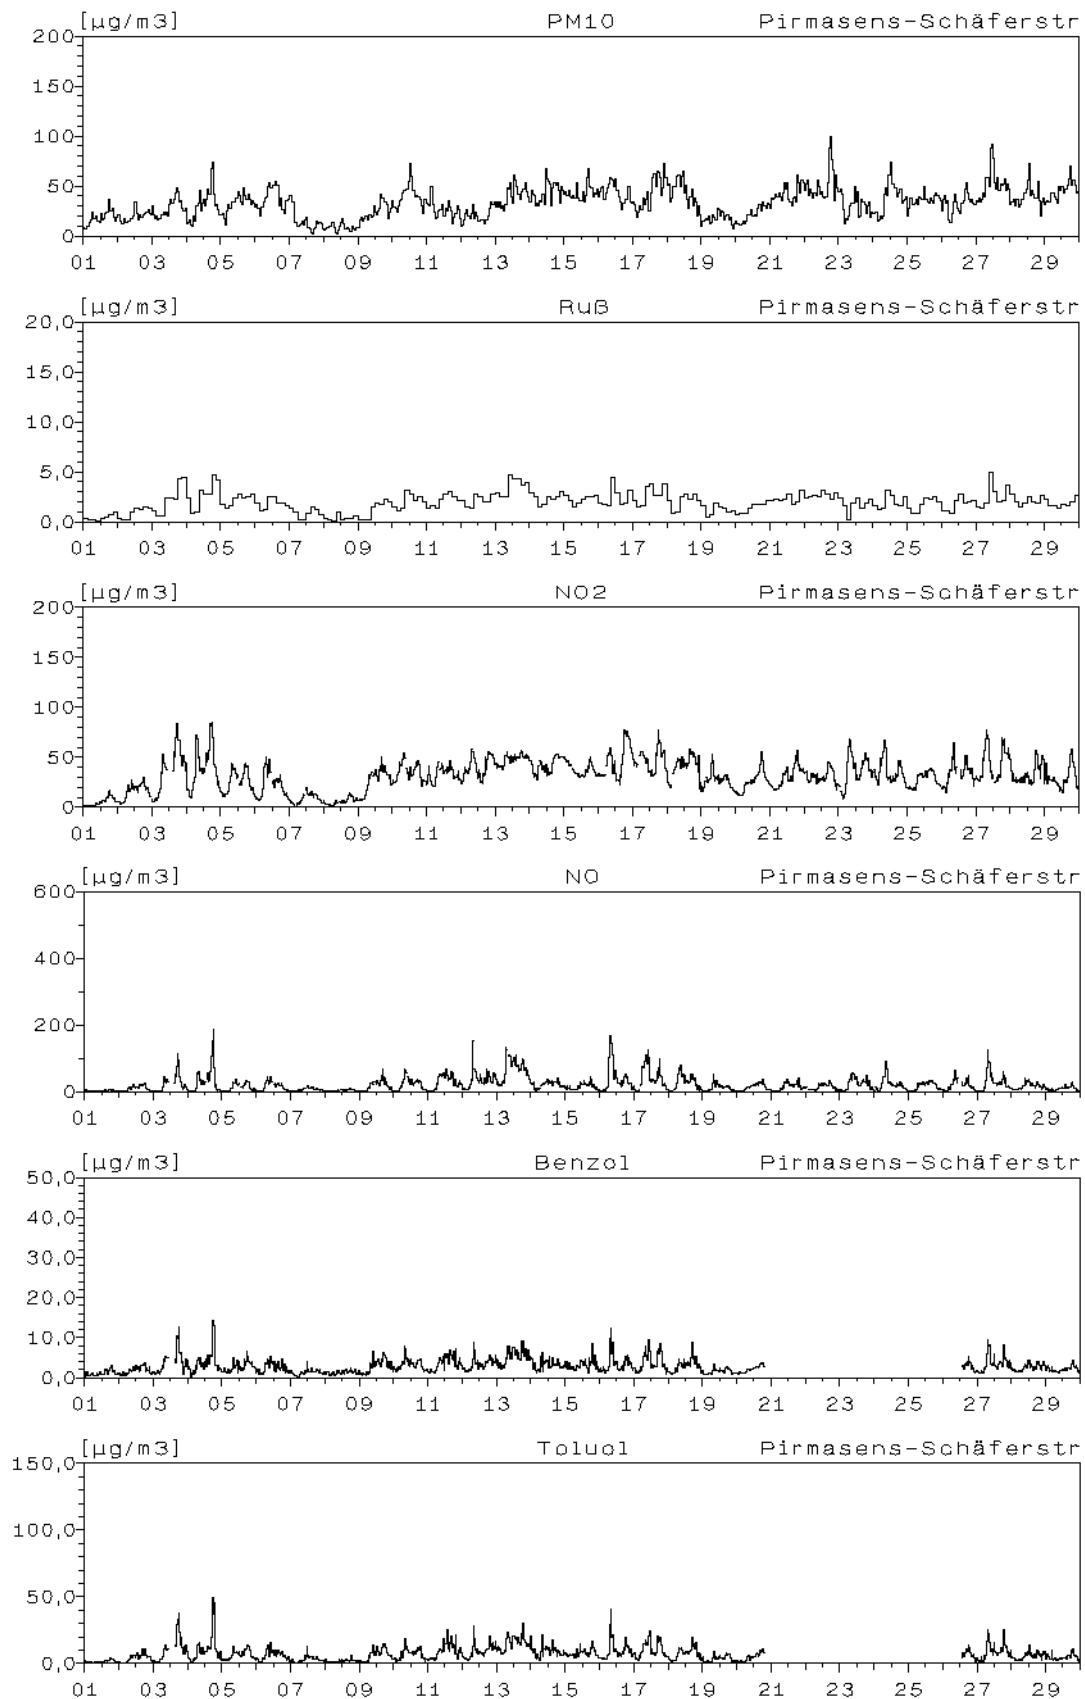 [µg/m3] PM10 Pirmasens-Schäferstr
200
150
100
50
0
01 03 05 07 09 11 13 15 17 19 21 23 25 27 29
[µg/m3] Ruß Pirmasens-Schäferstr
20,0
15,0
10,0
5,0
0,0
01 03 05 07 09 11 13 15 17 19 21 23 25 27 29
[µg/m3] NO2 Pirmasens-Schäferstr
200
150
100
50
0
01 03 05 07 09 11 13 15 17 19 21 23 25 27 29
[µg/m3] NO Pirmasens-Schäferstr
600
400
200
0
01 03 05 07 09 11 13 15 17 19 21 23 25 27 29
[µg/m3] Benzol Pirmasens-Schäferstr
50,0
40,0
30,0
20,0
10,0
0,0
01 03 05 07 09 11 13 15 17 19 21 23 25 27 29
[µg/m3] Toluol Pirmasens-Schäferstr
150,0
100,0
50,0
0,0
01 03 05 07 09 11 13 15 17 19 21 23 25 27 29